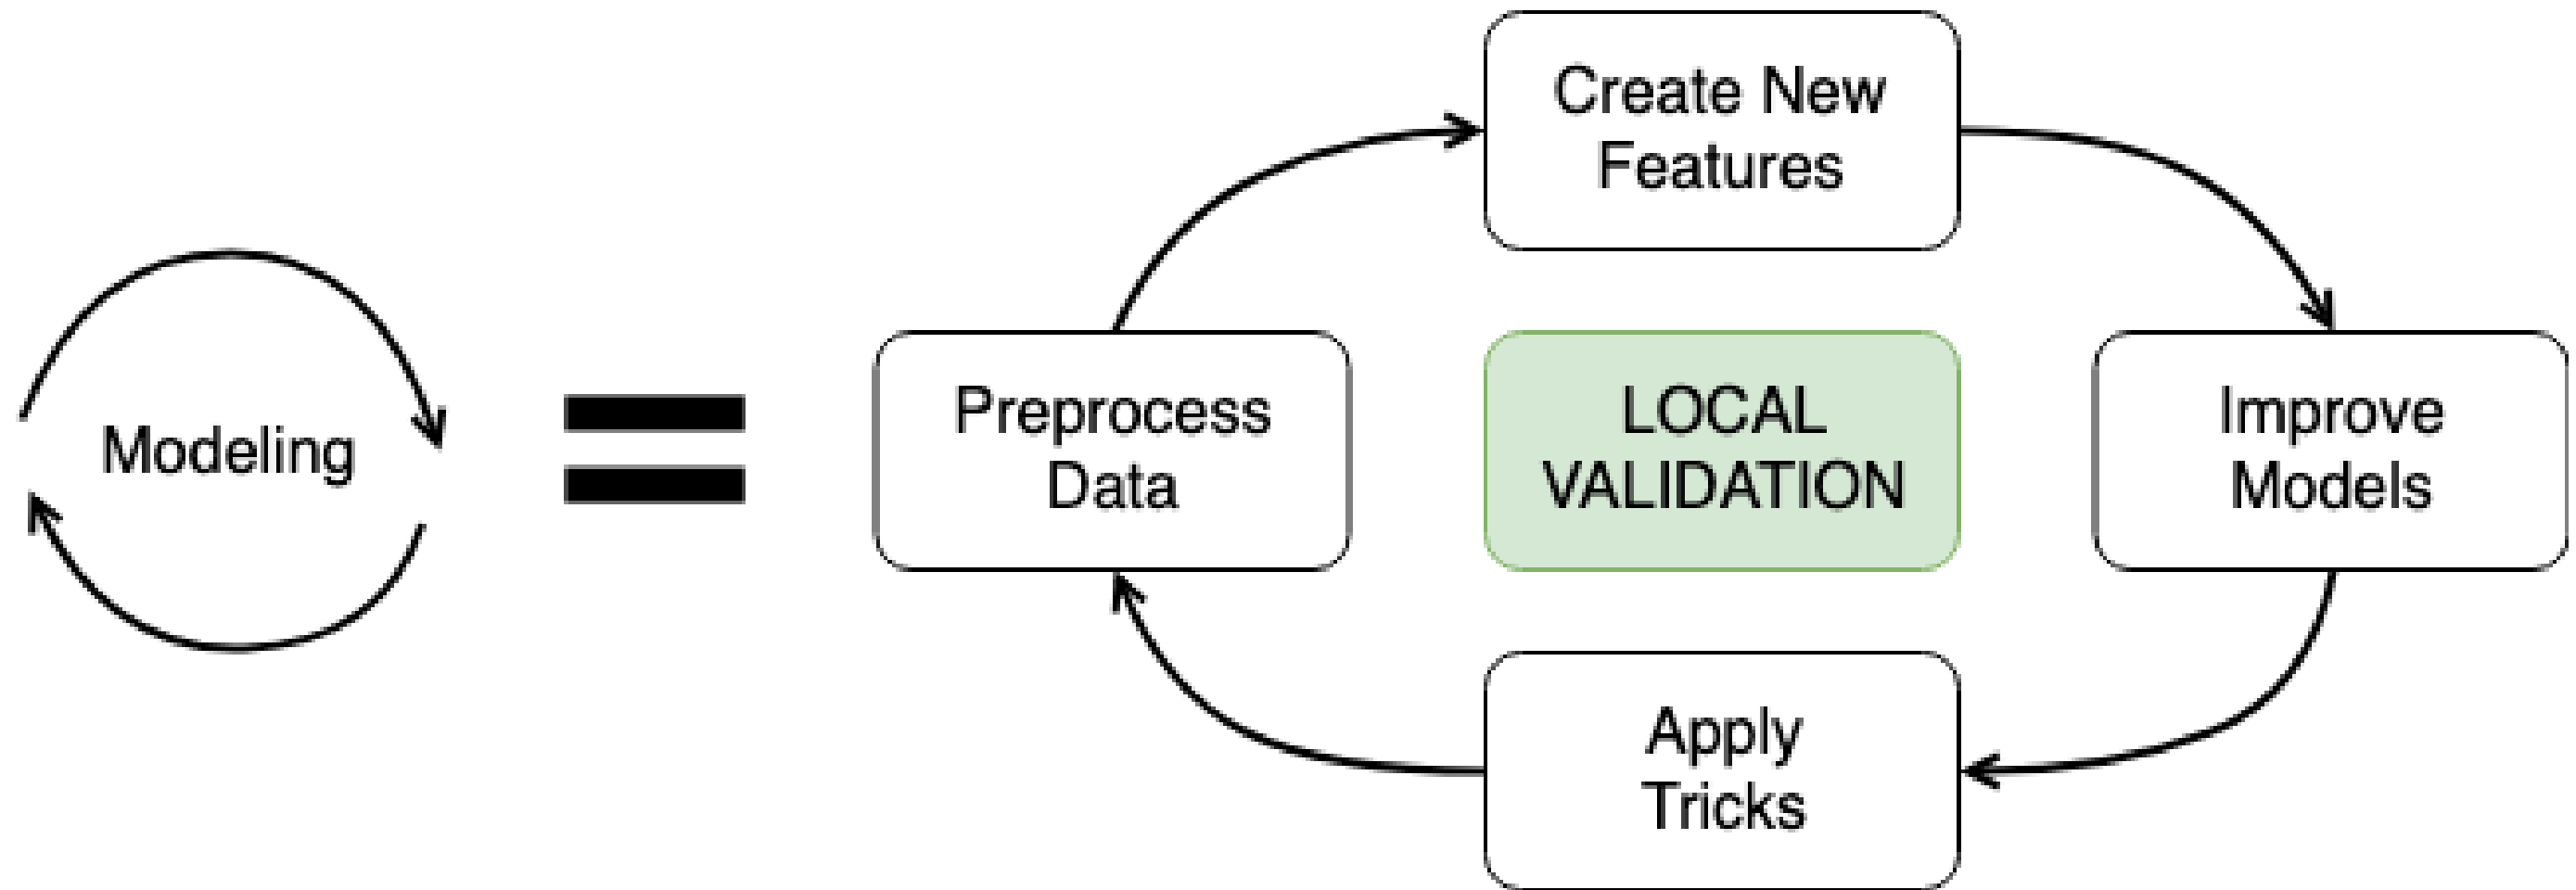 Modeling
Preprocess
Data
Create New
Features
LOCAL
VALIDATION
Improve
Models
Apply
Tricks